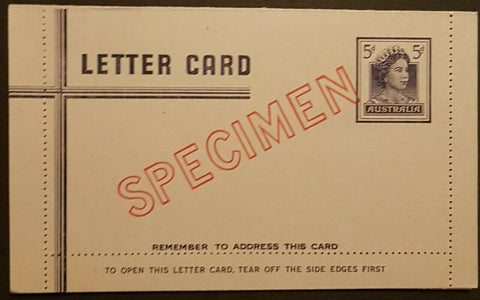 5d 5d
LETTER CARD
AUSTRALIA
SPECIMEN
REMEMBER TO ADDRESS THIS CARD
TO OPEN THIS LETTER CARD, TEAR OFF THE SIDE EDGES FIRST